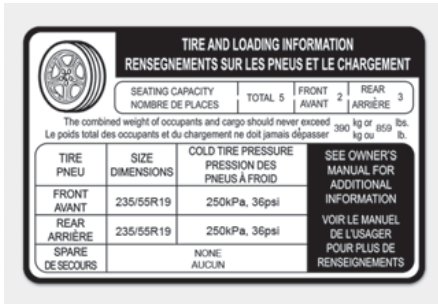 TIRE AND LOADING INFORMATION
RENSEGNEMENTS SUR LES PNEUS ET LE CHARGEMENT
SEATING CAPACITY
NOMBRE DE PLACES
TOTAL 5
FRONT
AVANT
2
REAR
ARRIÈRE
3
The combined weight of occupants and cargo should never exceed 390 kg or 859 lbs.
Le poids total des occupants et du chargement ne doit jamais dépasser kg ou lb.
TIRE
PNEU
SIZE
DIMENSIONS
COLD TIRE PRESSURE
PRESSION DES
PNEUS À FROID
FRONT
AVANT
235/55R19
250kPa, 36psi
REAR
ARRIÈRE
235/55R19
250kPa, 36psi
SPARE
DE SECOURS
NONE
AUCUN
SEE OWNER'S
MANUAL FOR
ADDITIONAL
INFORMATION
VOIR LE MANUEL
DE L'USAGER
POUR PLUS DE
RENSEIGNEMENTS